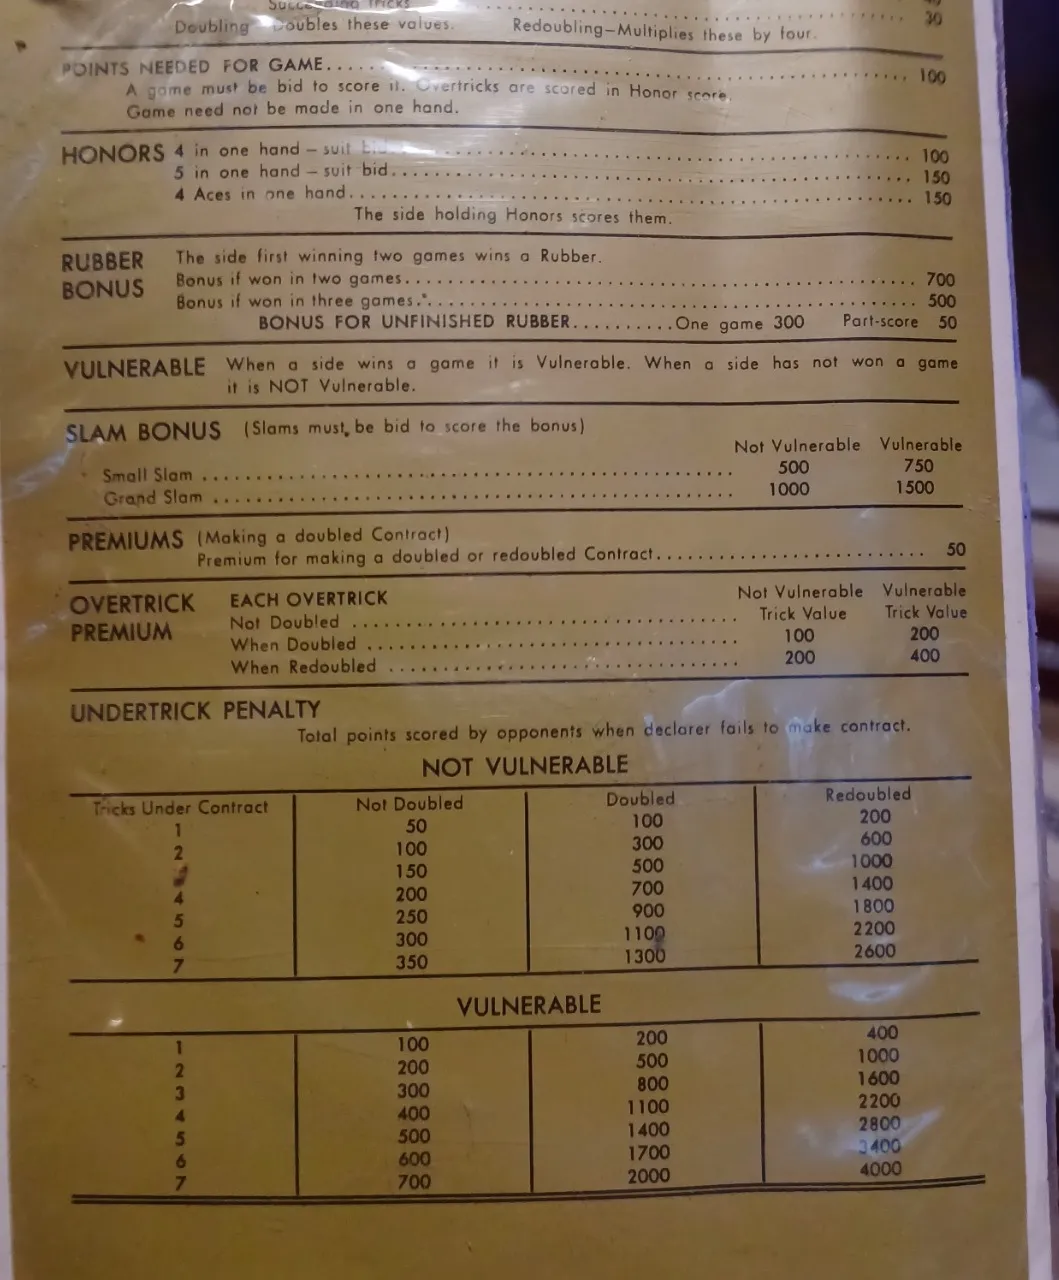 Succeeding Tricks 30
Doubling—Doubles these values. Redoubling—Multiplies these by four.
POINTS NEEDED FOR GAME 100
A game must be bid to score it. Overtricks are scored in Honor score.
Game need not be made in one hand.
HONORS 4 in one hand – suit bid 100
5 in one hand – suit bid 150
4 Aces in one hand 150
The side holding Honors scores them.
RUBBER BONUS The side first winning two games wins a Rubber.
Bonus if won in two games 700
Bonus if won in three games 500
BONUS FOR UNFINISHED RUBBER One game 300 Part-score 50
VULNERABLE When a side wins a game it is Vulnerable. When a side has not won a game
it is NOT Vulnerable.
SLAM BONUS (Slams must be bid to score the bonus)
Not Vulnerable Vulnerable
Small Slam 500 750
Grand Slam 1000 1500
PREMIUMS (Making a doubled Contract)
Premium for making a doubled or redoubled Contract 50
OVERTRICK PREMIUM EACH OVERTRICK Not Vulnerable Vulnerable
Not Doubled Trick Value Trick Value
When Doubled 100 200
When Redoubled 200 400
UNDERTRICK PENALTY
Total points scored by opponents when declarer fails to make contract.
NOT VULNERABLE
Tricks Under Contract Not Doubled Doubled Redoubled
1 50 100 200
2 100 300 600
150 500 1000
4 200 700 1400
5 250 900 1800
6 300 1100 2200
7 350 1300 2600
VULNERABLE
1 100 200 400
2 200 500 1000
3 300 800 1600
4 400 1100 2200
5 500 1400 2800
6 600 1700 3400
7 700 2000 4000